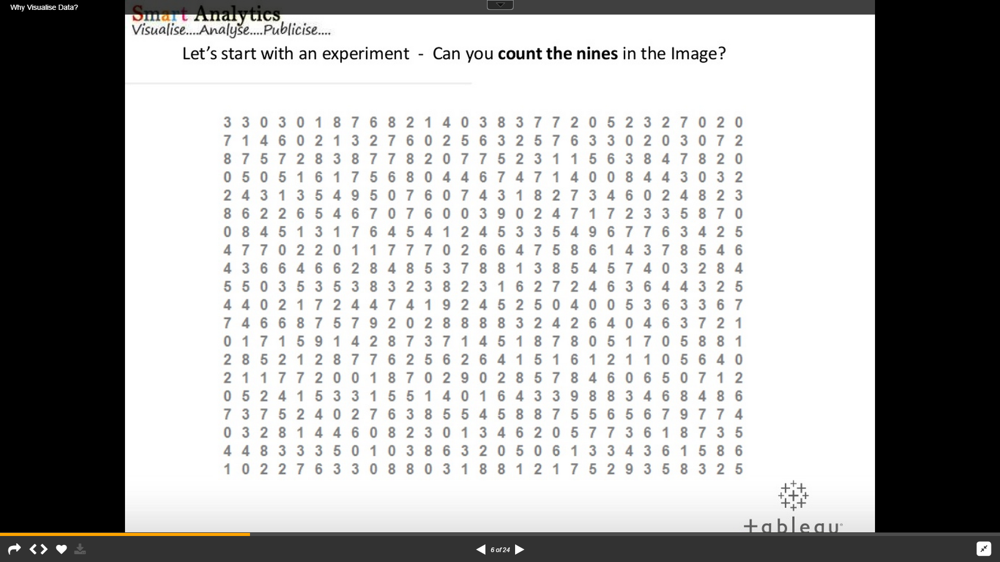 Why Visualise Data?
Smart Analytics
Visualise....Analyse....Publicise....
Let's start with an experiment - Can you count the nines in the Image?
3 3 0 3 0 1 8 7 6 8 2 1 4 0 3 8 3 7 7 2 0 5 2 3 2 7 0 2 0
7 1 4 6 0 2 1 3 2 7 6 0 2 5 6 3 2 5 7 6 3 3 0 2 0 3 0 7 2
8 7 5 7 2 8 3 8 7 7 8 2 0 7 7 5 2 3 1 1 5 6 3 8 4 7 8 2 0
0 5 0 5 1 6 1 7 5 6 8 0 4 4 6 7 4 7 1 4 0 0 8 4 4 3 0 3 2
2 4 3 1 3 5 4 9 5 0 7 6 0 7 4 3 1 8 2 7 3 4 6 0 2 4 8 2 3
8 6 2 2 6 5 4 6 7 0 7 6 0 0 3 9 0 2 4 7 1 7 2 3 3 5 8 7 0
0 8 4 5 1 3 1 7 6 4 5 4 1 2 4 5 3 3 5 4 9 6 7 7 6 3 4 2 5
4 7 7 0 2 2 0 1 1 7 7 7 0 2 6 6 4 7 5 8 6 1 4 3 7 8 5 4 6
4 3 6 6 4 6 6 2 8 4 8 5 3 7 8 8 1 3 8 5 4 5 7 4 0 3 2 8 4
5 5 0 3 5 3 5 3 8 3 2 3 8 2 3 1 6 2 7 2 4 6 3 6 4 4 3 2 5
4 4 0 2 1 7 2 4 4 7 4 1 9 2 4 5 2 5 0 4 0 0 5 3 6 3 3 6 7
7 4 6 6 8 7 5 7 9 2 0 2 8 8 8 8 3 2 4 2 6 4 0 4 6 3 7 2 1
0 1 7 1 5 9 1 4 2 8 7 3 7 1 4 5 1 8 7 8 0 5 1 7 0 5 8 8 1
2 8 5 2 1 2 8 7 7 6 2 5 6 2 6 4 1 5 1 6 1 2 1 1 0 5 6 4 0
2 1 1 7 7 2 0 0 1 8 7 0 2 9 0 2 8 5 7 8 4 6 0 6 5 0 7 1 2
0 5 2 4 1 5 3 3 1 5 5 1 4 0 1 6 4 3 3 9 8 8 3 4 6 8 4 8 6
7 3 7 5 2 4 0 2 7 6 3 8 5 5 4 5 8 8 7 5 5 6 5 6 7 9 7 7 4
0 3 2 8 1 4 4 6 0 8 2 3 0 1 3 4 6 2 0 5 7 7 3 6 1 8 7 3 5
4 4 8 3 3 3 5 0 1 0 3 8 6 3 2 0 5 0 6 1 3 3 4 3 6 1 5 8 6
1 0 2 2 7 6 3 3 0 8 8 0 3 1 8 8 1 2 1 7 5 2 9 3 5 8 3 2 5
+ableau
6 of 24